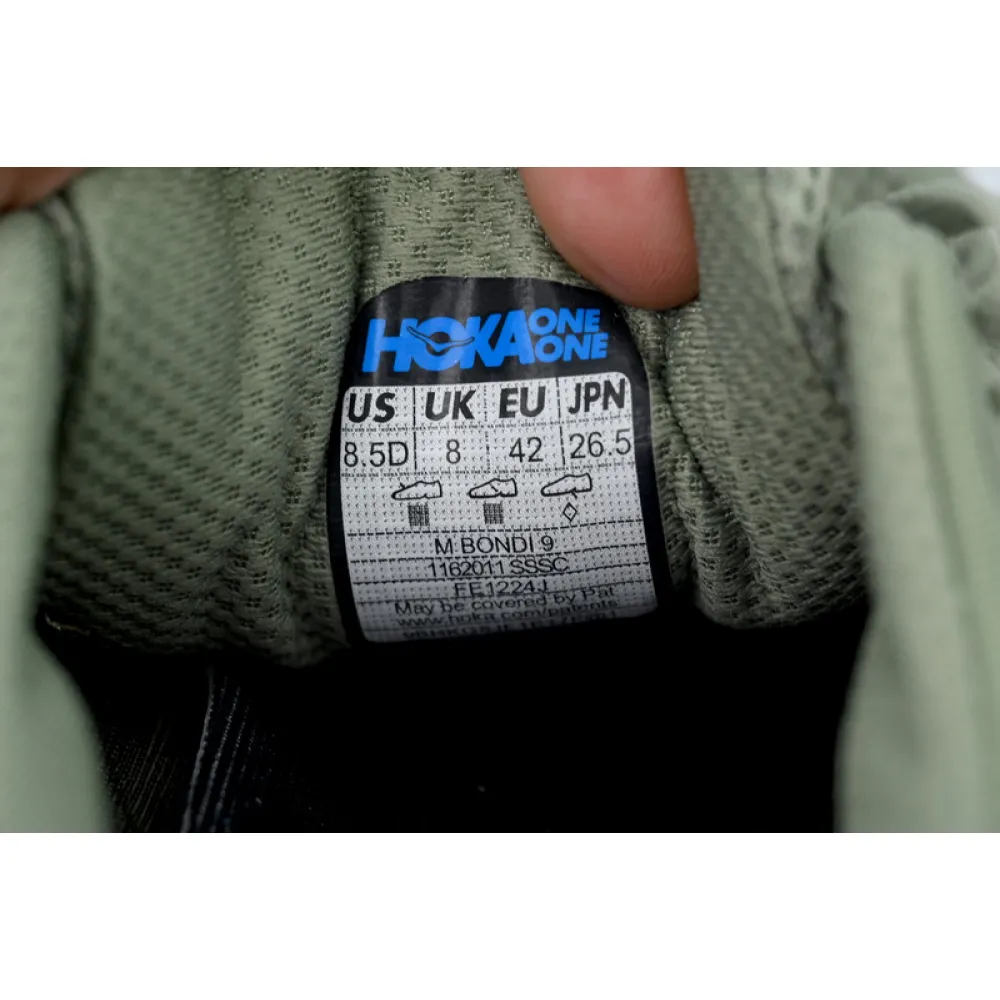 HOKA ONE ONE
US UK EU JPN
8.5D 8 42 26.5
M BONDI 9
1162011 SSSC
FE1224J
May be covered by Pat
www.hoka.com/patents